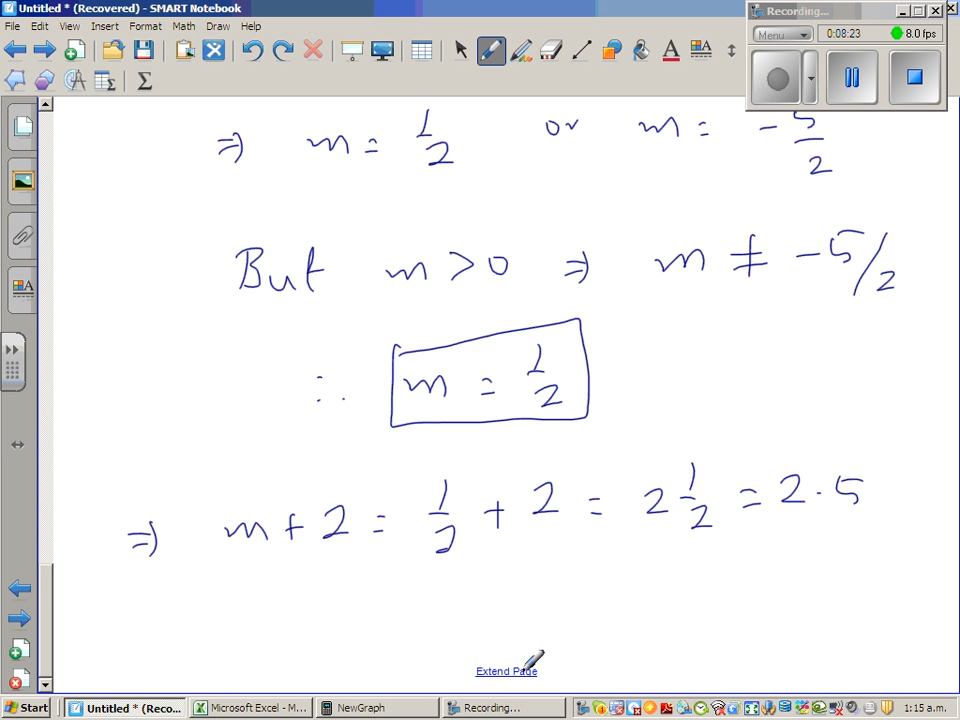 Untitled * (Recovered) - SMART Notebook
File Edit View Insert Format Math Draw Help
Recording...
Menu 0:08:23 8.0 fps
⇒ m = 1/2 or m = -5/2
But m > 0 ⇒ m ≠ -5/2
∴ m = 1/2
⇒ m + 2 = 1/2 + 2 = 2 1/2 = 2.5
Extend Page
Start Untitled * (Reco... Microsoft Excel - M... NewGraph Recording... 1:15 a.m.